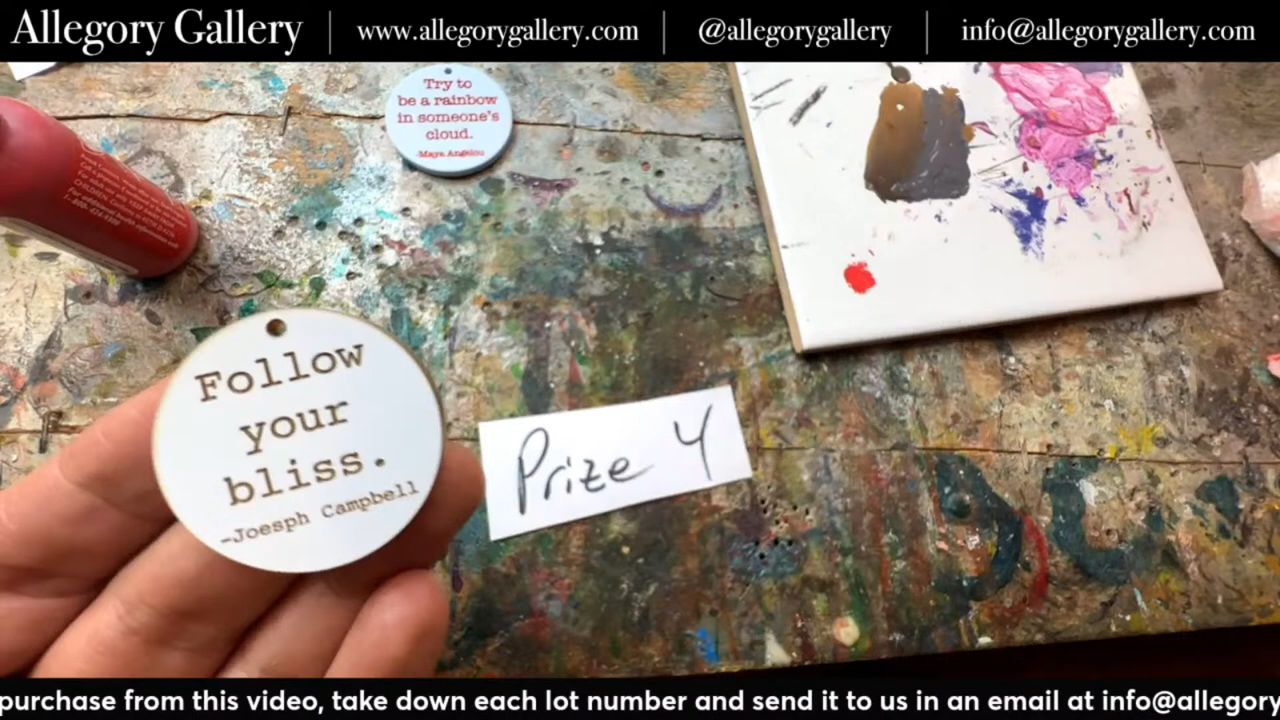 Allegory Gallery
www.allegorygallery.com
@allegorygallery
info@allegorygallery.com
Try to
be a rainbow
in someone's
cloud.
-Maya Angelou
Follow
your
bliss.
-Joesph Campbell
Prize 4
purchase from this video, take down each lot number and send it to us in an email at info@allegory